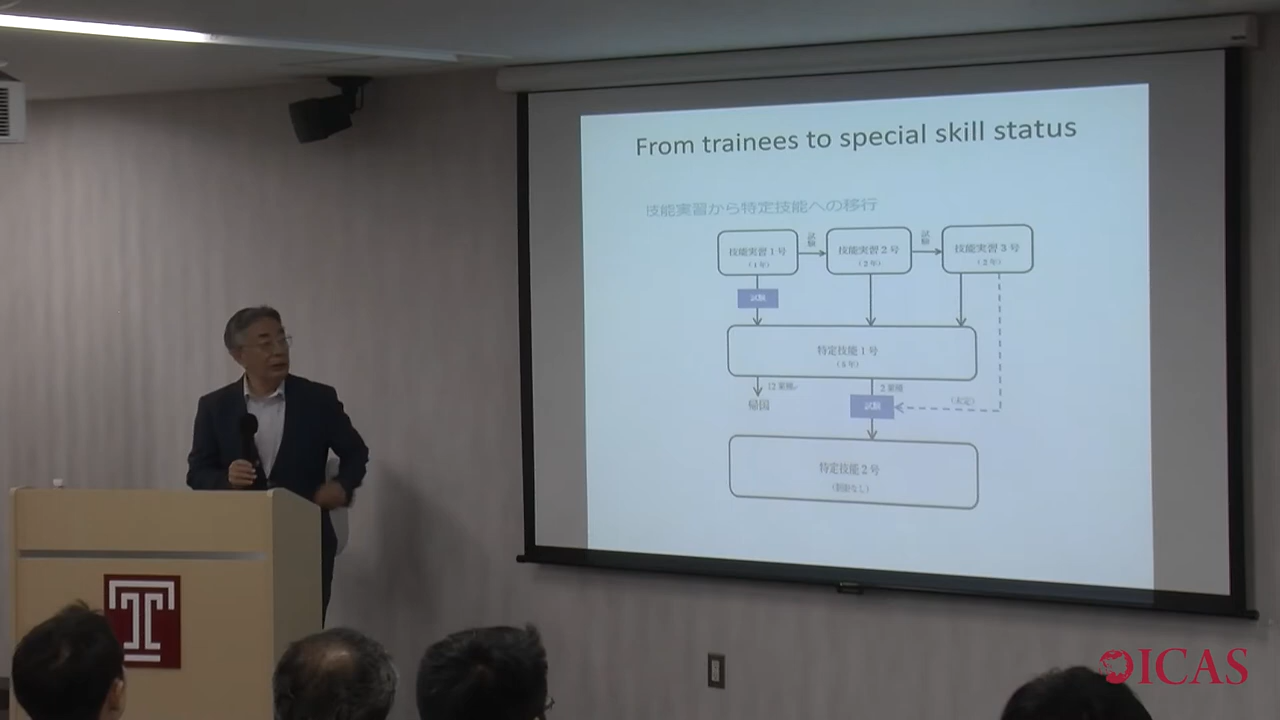 From trainees to special skill status
技能実習から特定技能への移行
技能実習1号
(1年)
試験
技能実習2号
(2年)
試験
技能実習3号
(2年)
試験
特定技能1号
(5年)
12業種
2業種
帰国
試験
(未定)
特定技能2号
(制限なし)
T
ICAS